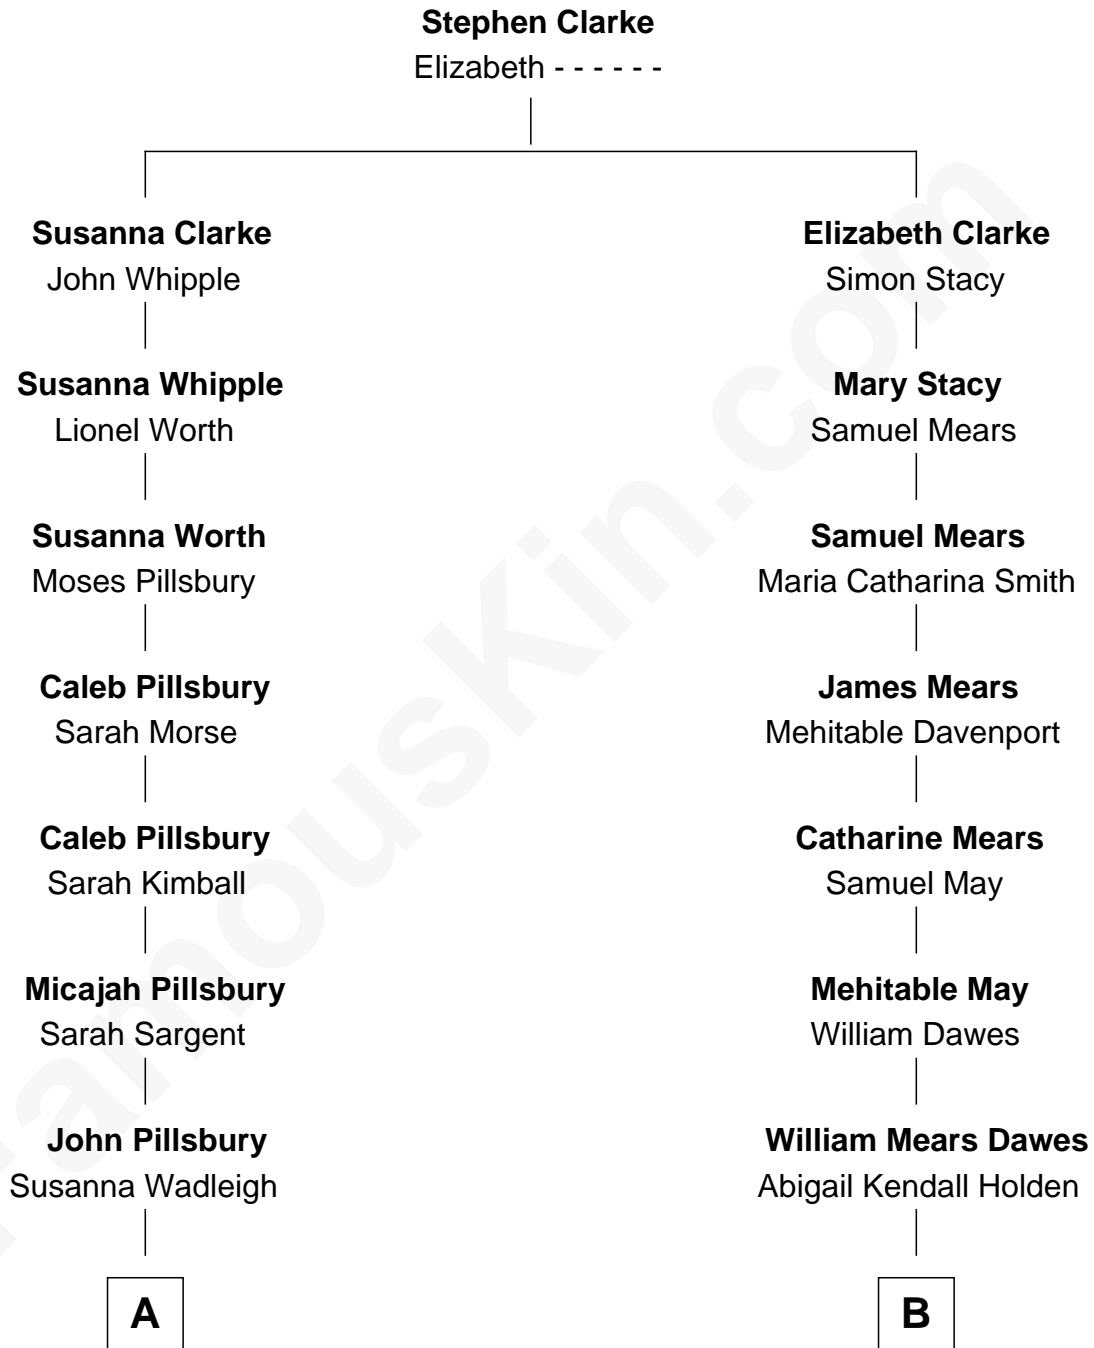 Stephen Clarke
Elizabeth - - - - - -
Susanna Clarke
John Whipple
Elizabeth Clarke
Simon Stacy
Susanna Whipple
Lionel Worth
Mary Stacy
Samuel Mears
Susanna Worth
Moses Pillsbury
Samuel Mears
Maria Catharina Smith
Caleb Pillsbury
Sarah Morse
James Mears
Mehitable Davenport
Caleb Pillsbury
Sarah Kimball
Catharine Mears
Samuel May
Micajah Pillsbury
Sarah Sargent
Mehitable May
William Dawes
John Pillsbury
Susanna Wadleigh
William Mears Dawes
Abigail Kendall Holden
A
B
FamousKin.com